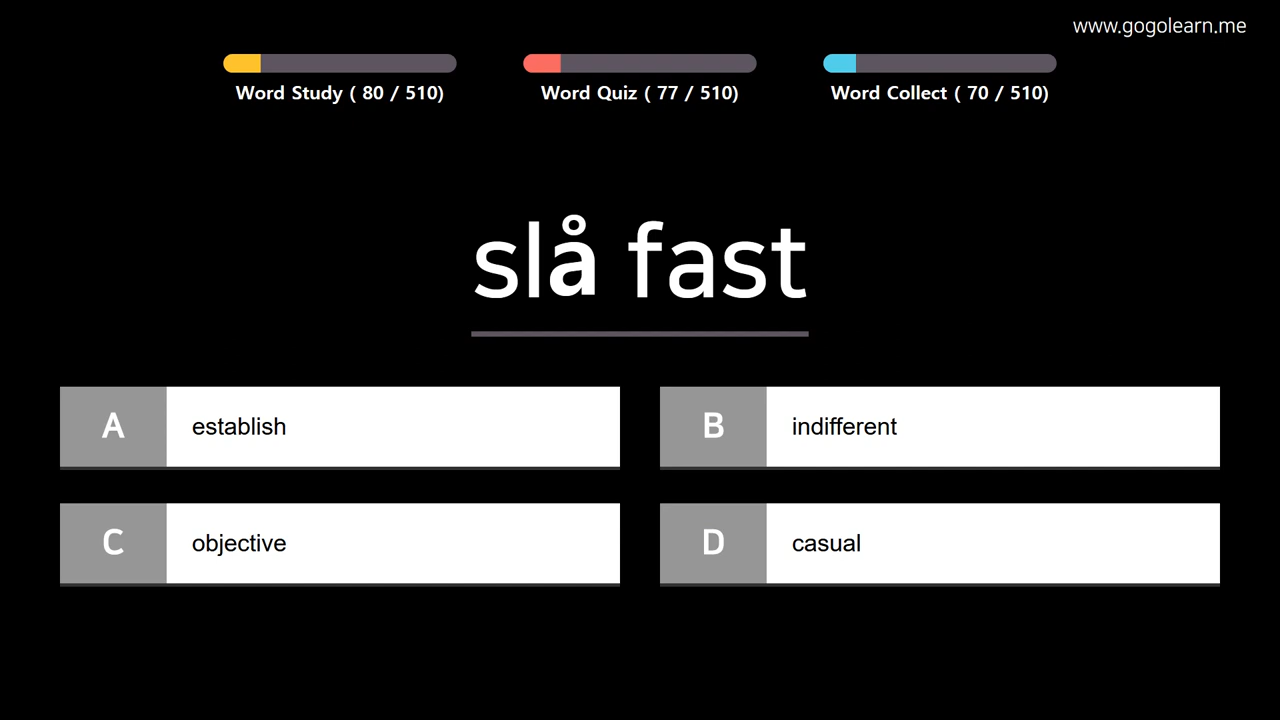 www.gogolearn.me
Word Study ( 80 / 510)
Word Quiz ( 77 / 510)
Word Collect ( 70 / 510)
slå fast
A establish
B indifferent
C objective
D casual